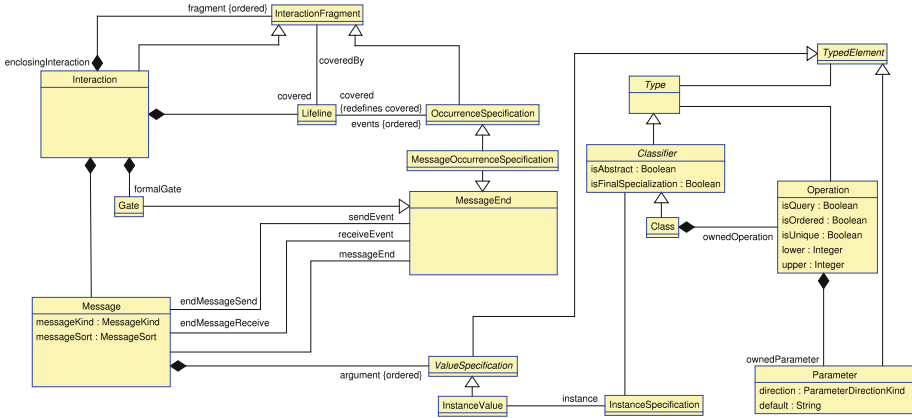 fragment {ordered}
InteractionFragment
TypedElement
enclosingInteraction
coveredBy
Interaction
Type
covered
covered
{redefines covered}
Lifeline
OccurrenceSpecification
events {ordered}
MessageOccurrenceSpecification
Classifier
isAbstract : Boolean
isFinalSpecialization : Boolean
formalGate
Gate
MessageEnd
sendEvent
receiveEvent
messageEnd
Operation
isQuery : Boolean
isOrdered : Boolean
isUnique : Boolean
lower : Integer
upper : Integer
Class
ownedOperation
endMessageSend
endMessageReceive
Message
messageKind : MessageKind
messageSort : MessageSort
ValueSpecification
argument {ordered}
InstanceValue
instance
InstanceSpecification
ownedParameter
Parameter
direction : ParameterDirectionKind
default : String